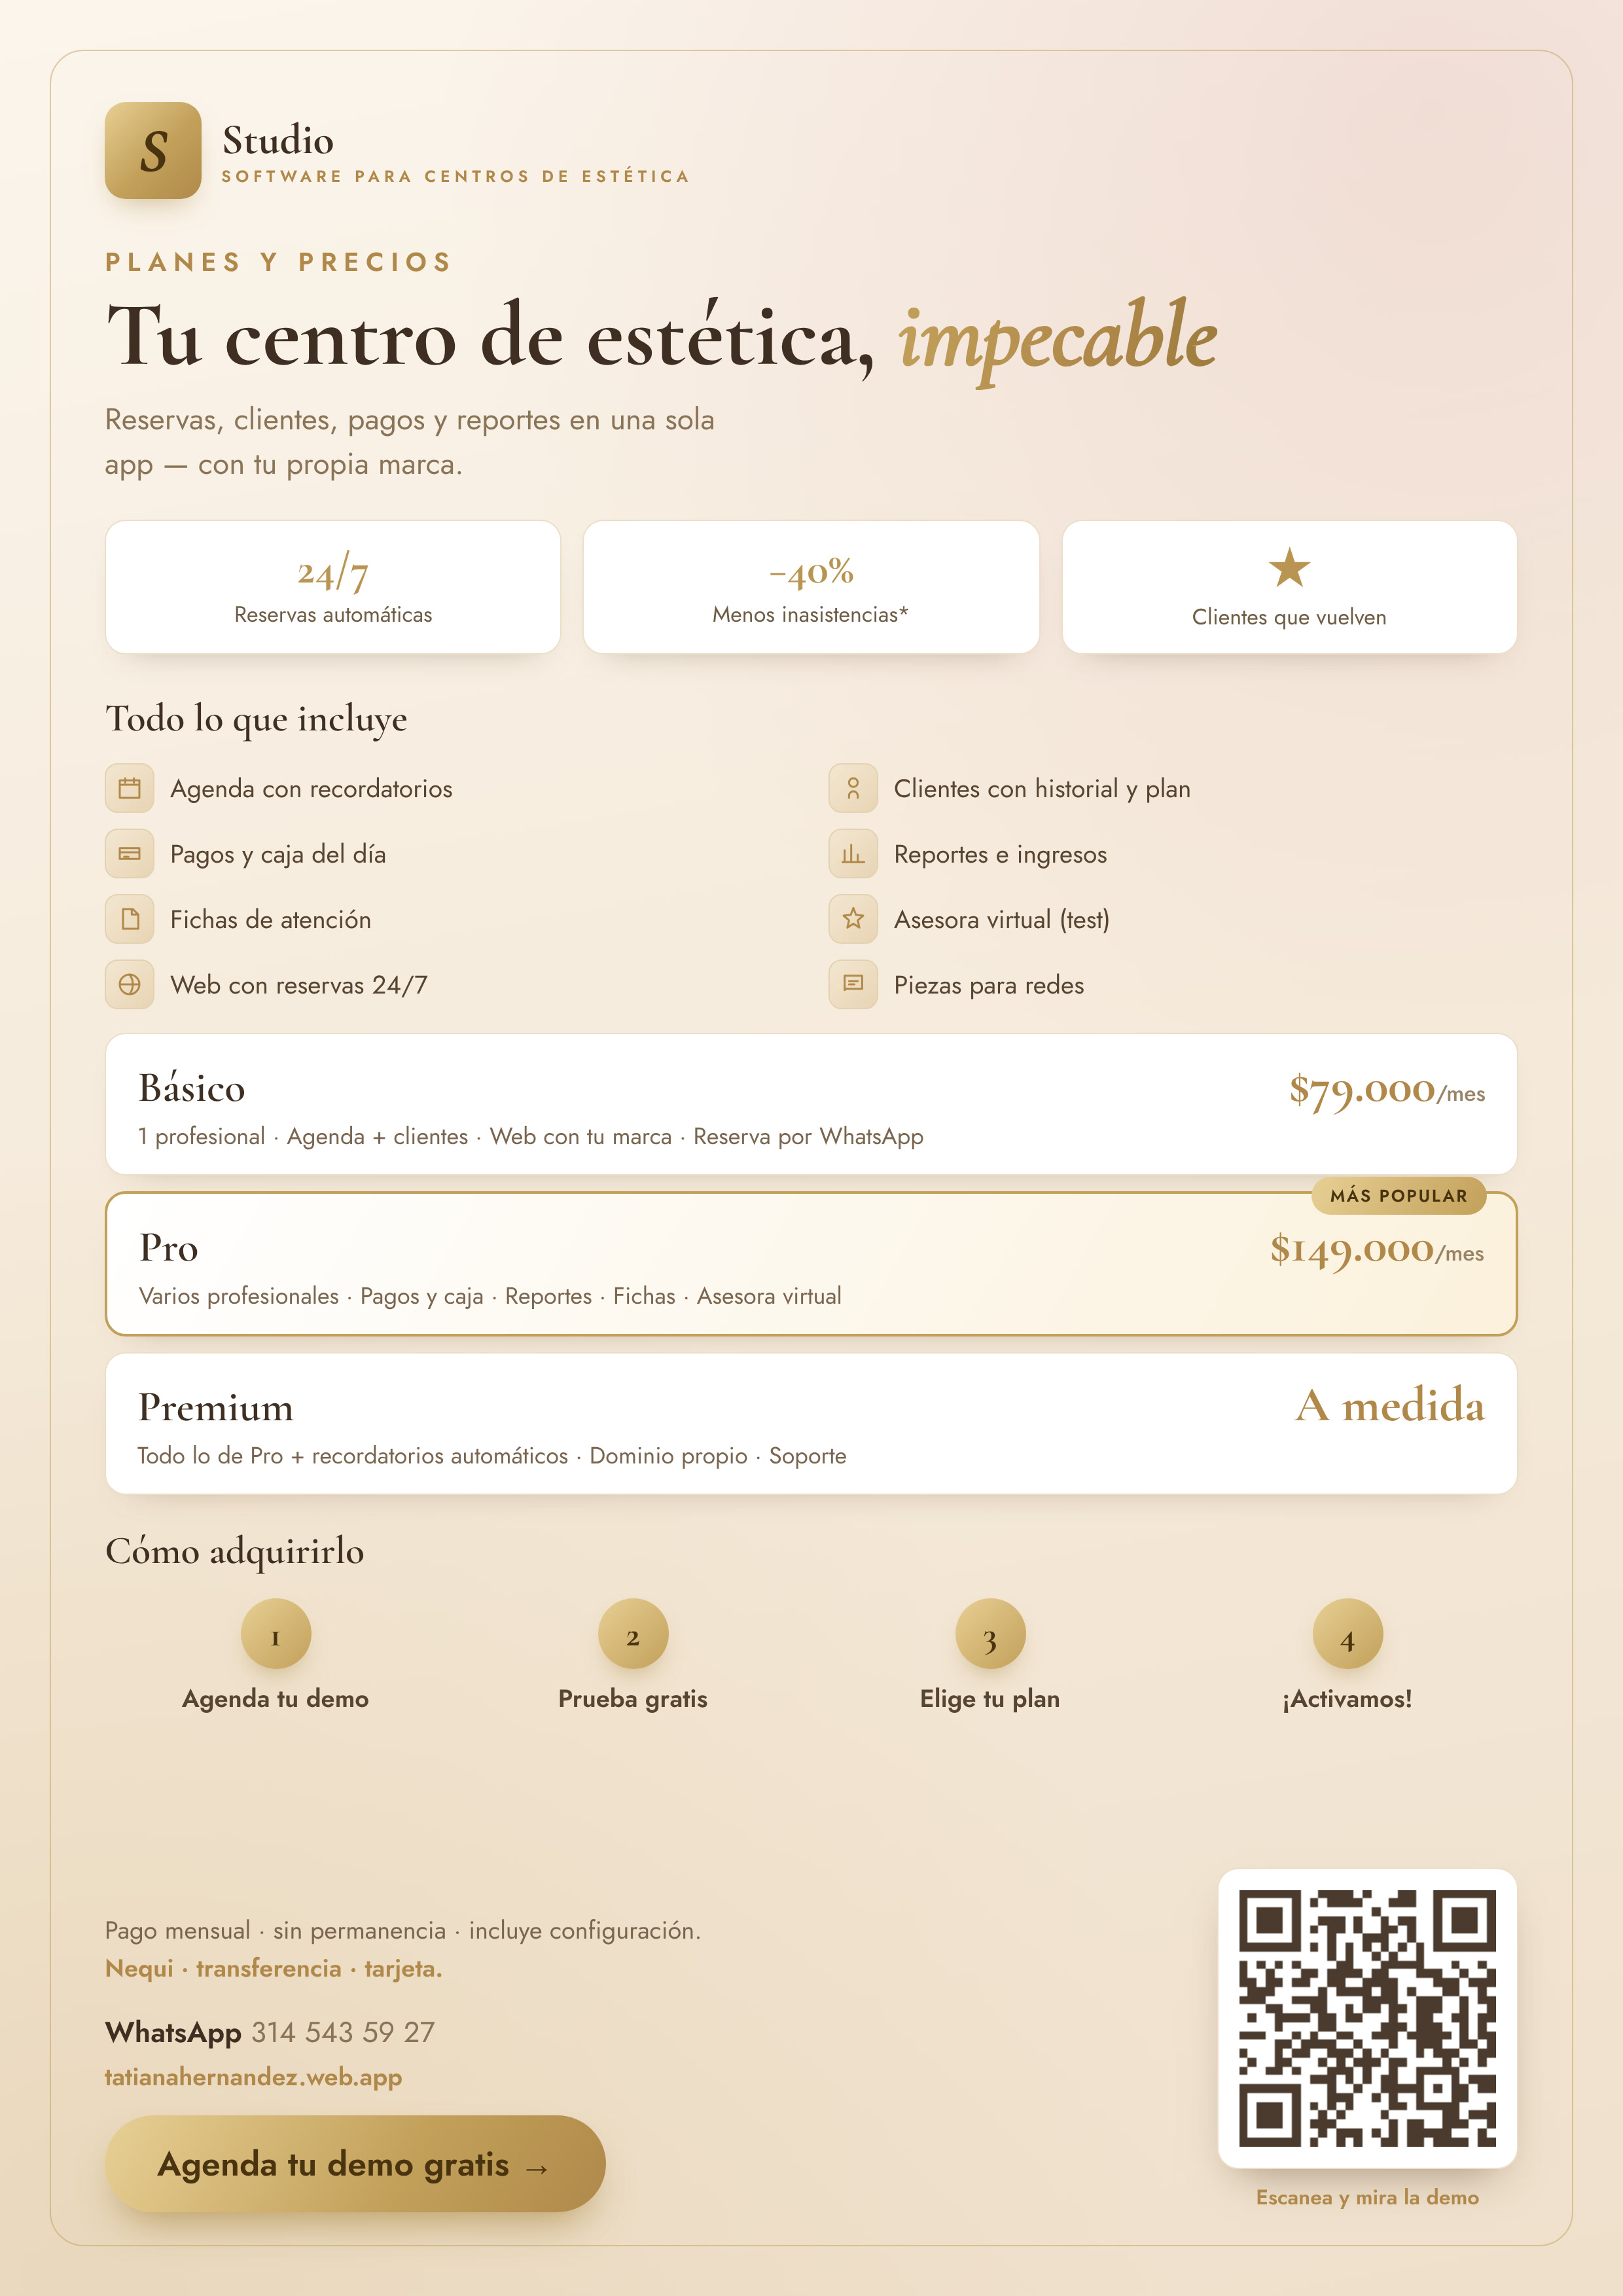 S
Studio
SOFTWARE PARA CENTROS DE ESTÉTICA
PLANES Y PRECIOS
Tu centro de estética, impecable
Reservas, clientes, pagos y reportes en una sola
app — con tu propia marca.
24/7
Reservas automáticas
−40%
Menos inasistencias*
★
Clientes que vuelven
Todo lo que incluye
Agenda con recordatorios
Clientes con historial y plan
Pagos y caja del día
Reportes e ingresos
Fichas de atención
Asesora virtual (test)
Web con reservas 24/7
Piezas para redes
Básico
$79.000/mes
1 profesional · Agenda + clientes · Web con tu marca · Reserva por WhatsApp
MÁS POPULAR
Pro
$149.000/mes
Varios profesionales · Pagos y caja · Reportes · Fichas · Asesora virtual
Premium
A medida
Todo lo de Pro + recordatorios automáticos · Dominio propio · Soporte
Cómo adquirirlo
1
Agenda tu demo
2
Prueba gratis
3
Elige tu plan
4
¡Activamos!
Pago mensual · sin permanencia · incluye configuración.
Nequi · transferencia · tarjeta.
WhatsApp 314 543 59 27
tatianahernandez.web.app
Agenda tu demo gratis →
Escanea y mira la demo